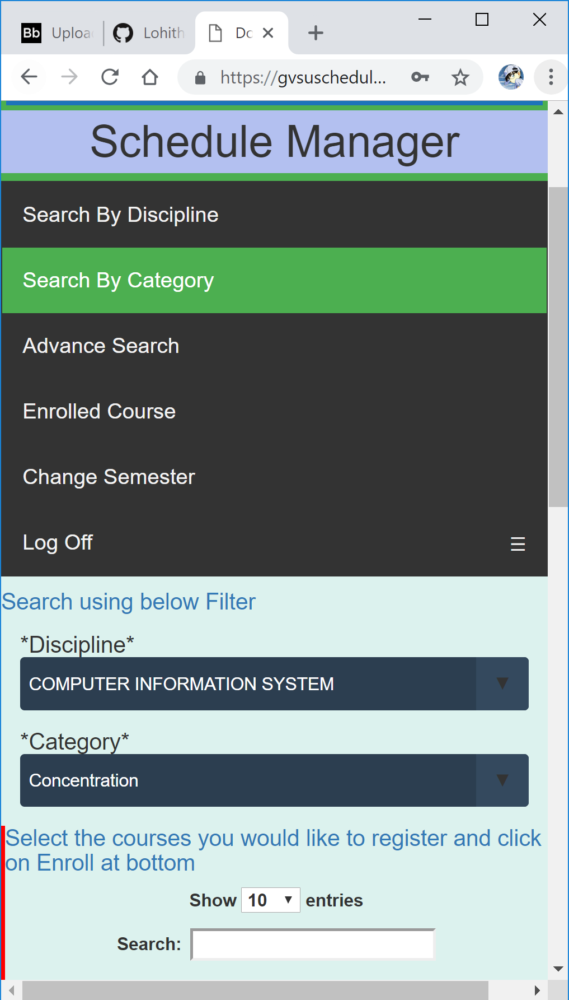 Bb Uploa Lohith Do
https://gvsuschedul...
Schedule Manager
Search By Discipline
Search By Category
Advance Search
Enrolled Course
Change Semester
Log Off
Search using below Filter
*Discipline*
COMPUTER INFORMATION SYSTEM
*Category*
Concentration
Select the courses you would like to register and click
on Enroll at bottom
Show 10 entries
Search: